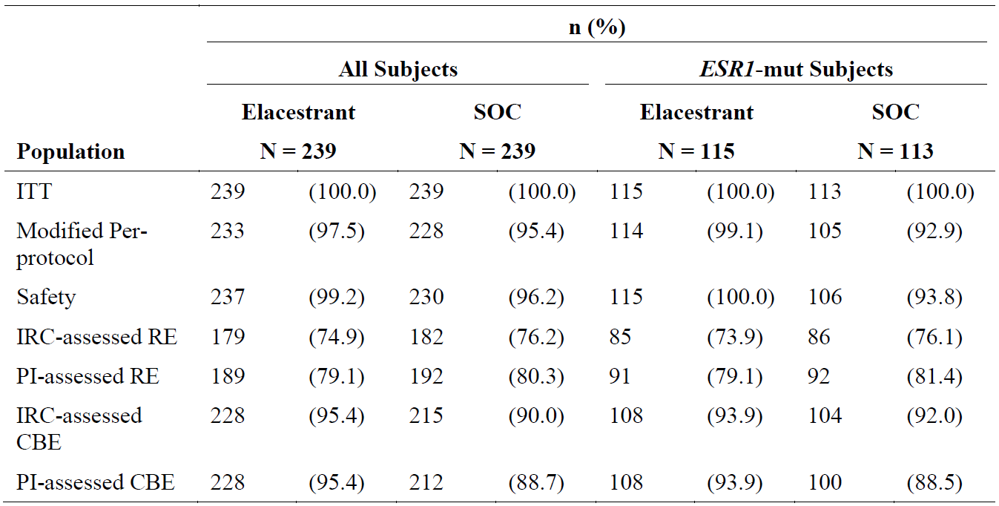 n (%)
All Subjects ESR1-mut Subjects
Elacestrant SOC Elacestrant SOC
Population N = 239 N = 239 N = 115 N = 113
ITT 239 (100.0) 239 (100.0) 115 (100.0) 113 (100.0)
Modified Per- 233 (97.5) 228 (95.4) 114 (99.1) 105 (92.9)
protocol
Safety 237 (99.2) 230 (96.2) 115 (100.0) 106 (93.8)
IRC-assessed RE 179 (74.9) 182 (76.2) 85 (73.9) 86 (76.1)
PI-assessed RE 189 (79.1) 192 (80.3) 91 (79.1) 92 (81.4)
IRC-assessed 228 (95.4) 215 (90.0) 108 (93.9) 104 (92.0)
CBE
PI-assessed CBE 228 (95.4) 212 (88.7) 108 (93.9) 100 (88.5)